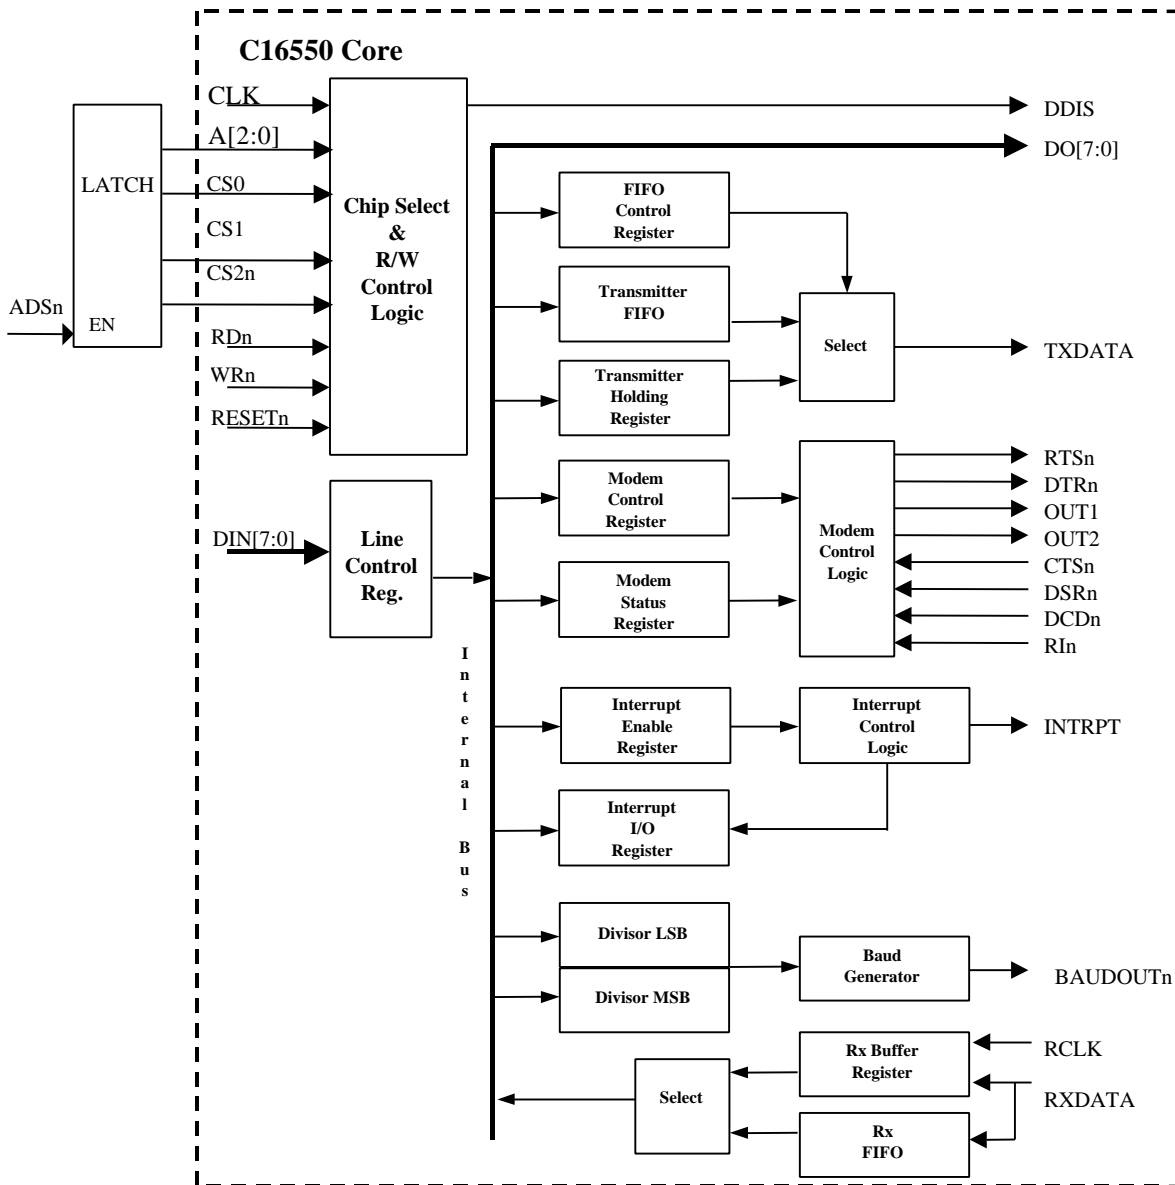 C16550 Core
CLK
A[2:0]
LATCH
CS0
CS1
CS2n
ADSn
EN
RDn
WRn
RESETn
Chip Select
&
R/W
Control
Logic
DIN[7:0]
Line
Control
Reg.
Internal Bus
DDIS
DO[7:0]
FIFO
Control
Register
Transmitter
FIFO
Transmitter
Holding
Register
Select
TXDATA
Modem
Control
Register
Modem
Status
Register
Modem
Control
Logic
RTSn
DTRn
OUT1
OUT2
CTSn
DSRn
DCDn
RIn
Interrupt
Enable
Register
Interrupt
Control
Logic
INTRPT
Interrupt
I/O
Register
Divisor LSB
Divisor MSB
Baud
Generator
BAUDOUTn
Rx Buffer
Register
RCLK
RXDATA
Select
Rx
FIFO